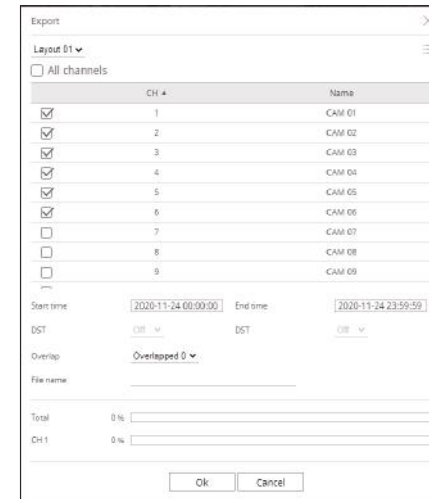 Export
Layout 01
All channels
CH Name
1 CAM 01
2 CAM 02
3 CAM 03
4 CAM 04
5 CAM 05
6 CAM 06
7 CAM 07
8 CAM 08
9 CAM 09
Start time 2020-11-24 00:00:00 End time 2020-11-24 23:59:59
DST Off DST Off
Overlap Overlapped 0
File name
Total 0 %
CH 1 0 %
Ok Cancel